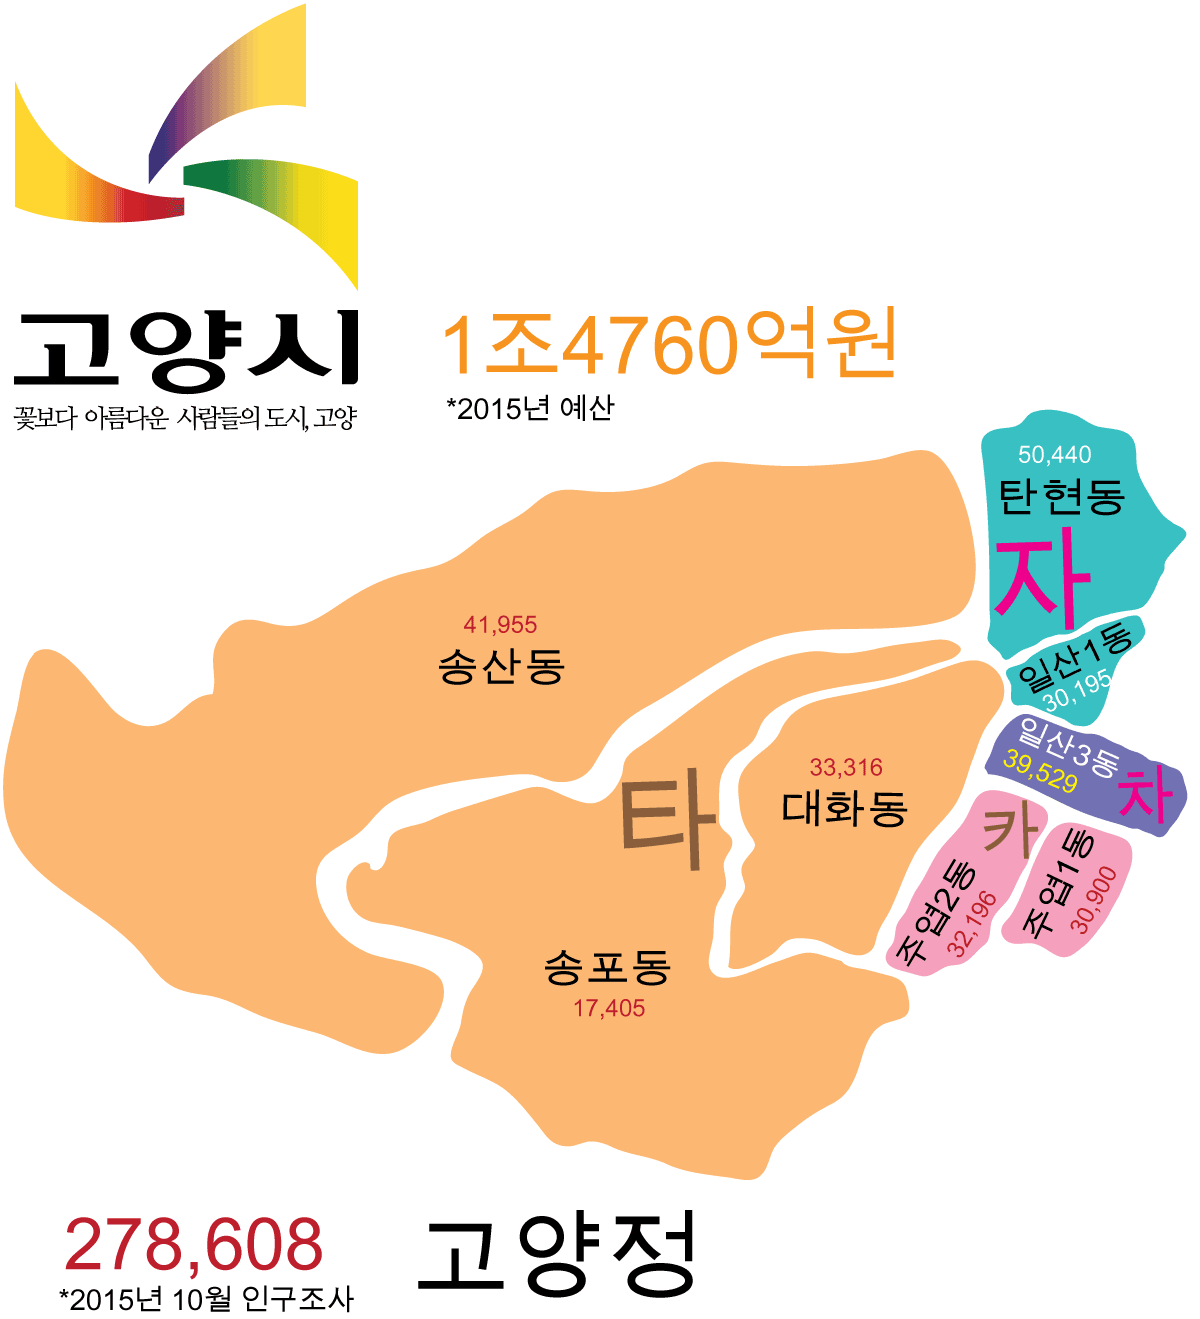 고양시
꽃보다 아름다운 사람들의 도시, 고양
1조4760억원
*2015년 예산
50,440
탄현동
자
일산1동
30,195
41,955
송산동
일산3동
39,529
차
타
33,316
대화동
카
주엽2동
32,196
주엽1동
30,900
송포동
17,405
278,608
*2015년 10월 인구조사
고양정